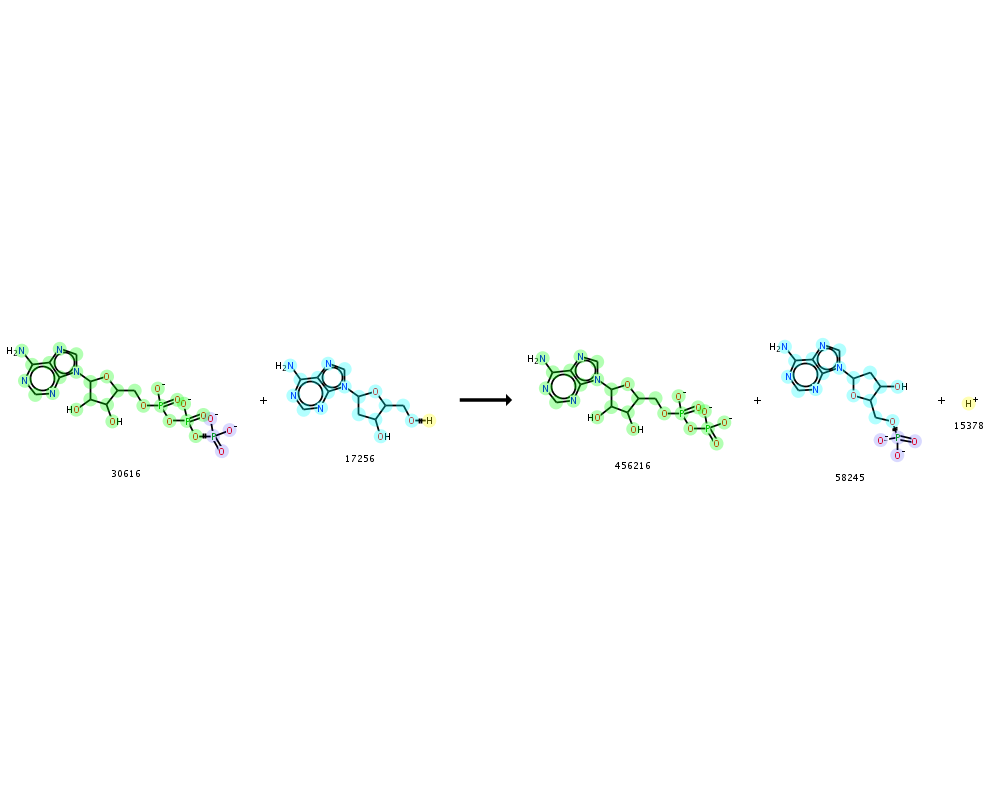 H2N N N N N O HO OH O P O⁻ O O P O⁻ O O P O⁻ O⁻ O
30616
+
H2N N N N N O OH O H
17256
H2N N N N N O HO OH O P O⁻ O O P O⁻ O⁻ O
456216
+
H2N N N N N O OH O P O⁻ O O⁻
58245
+
H⁺
15378